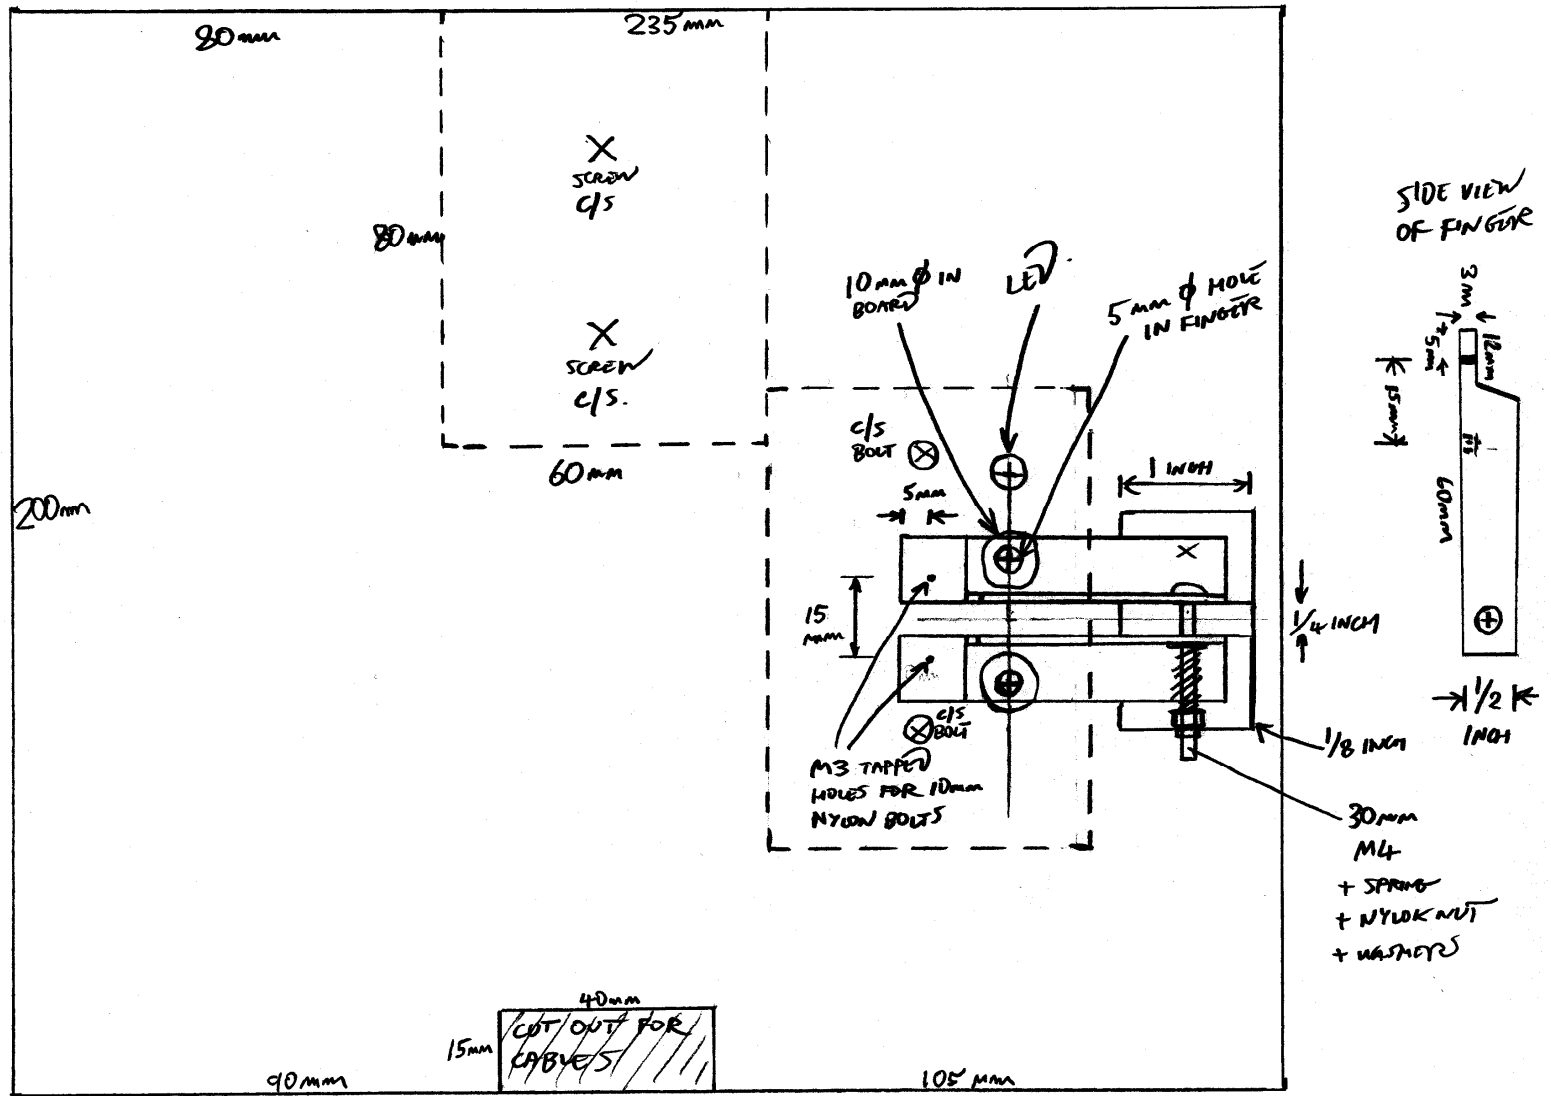 80mm
235mm
SCREW
C/S
80mm
SCREW
C/S.
60mm
200mm
10mm ϕ IN
BOARD
LED
5mm ϕ HOLE
IN FINGER
C/S
BOLT
5mm
1 INCH
15
mm
1/4 INCH
C/S
BOLT
M3 TAPPED
HOLES FOR 10mm
NYLON BOLTS
1/8 INCH
30mm
M4
+ SPRING
+ NYLOK NUT
+ WASHERS
SIDE VIEW
OF FINGER
3m
12mm
5mm
15mm
60mm
1/2
INCH
40mm
15mm
CUT OUT FOR
CABLES
90mm
105mm